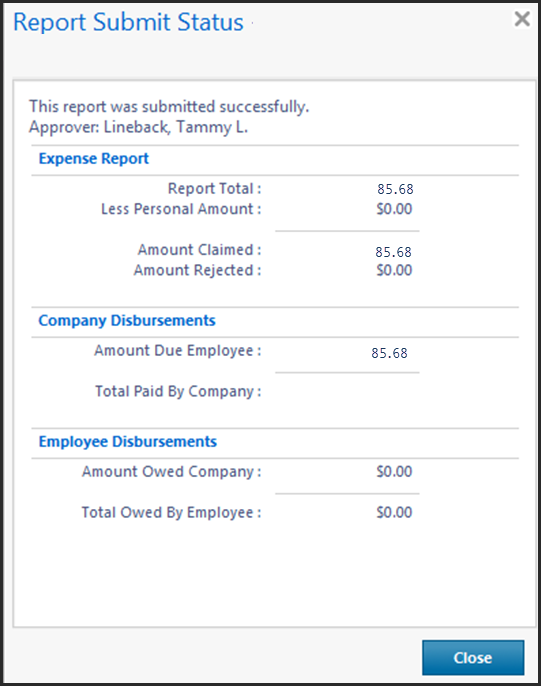 Report Submit Status
This report was submitted successfully.
Approver: Lineback, Tammy L.
Expense Report
Report Total : 85.68
Less Personal Amount : $0.00
Amount Claimed : 85.68
Amount Rejected : $0.00
Company Disbursements
Amount Due Employee : 85.68
Total Paid By Company :
Employee Disbursements
Amount Owed Company : $0.00
Total Owed By Employee : $0.00
Close